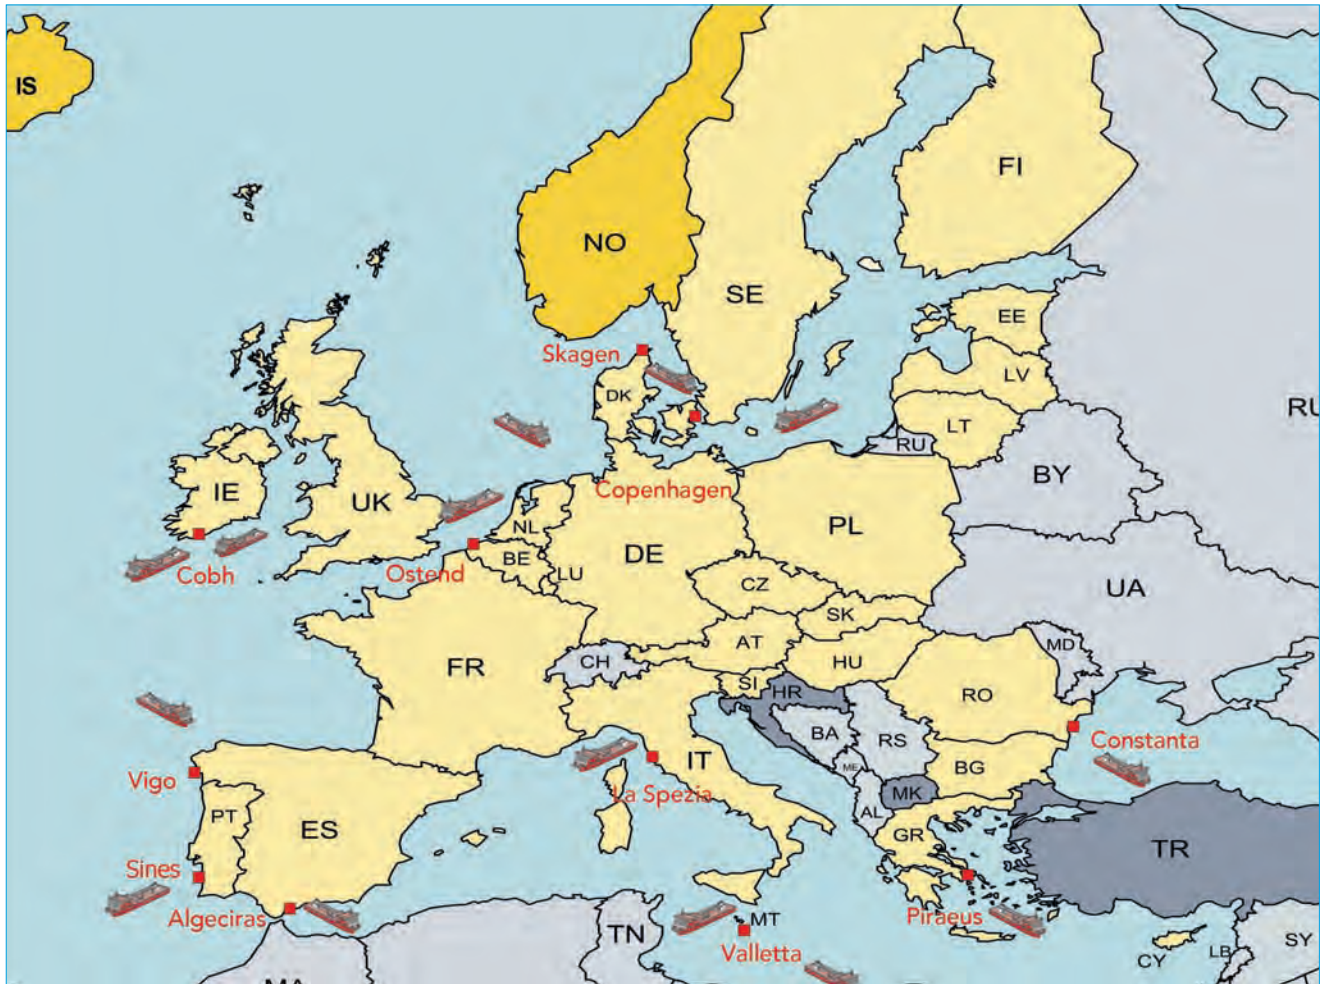 IS
FI
NO
SE
EE
Skagen
LV
DK
RU
LT
RU
BY
IE
UK
Copenhagen
NL
PL
DE
BE
Ostend
LU
Cobh
CZ
UA
SK
AT
MD
CH
HU
FR
SI
HR
RO
BA
RS
Constanta
IT
ME
BG
Vigo
La Spezia
MK
PT
AL
ES
GR
TR
Sines
Algeciras
Piraeus
MT
TN
Valletta
SY
LB
CY
MA